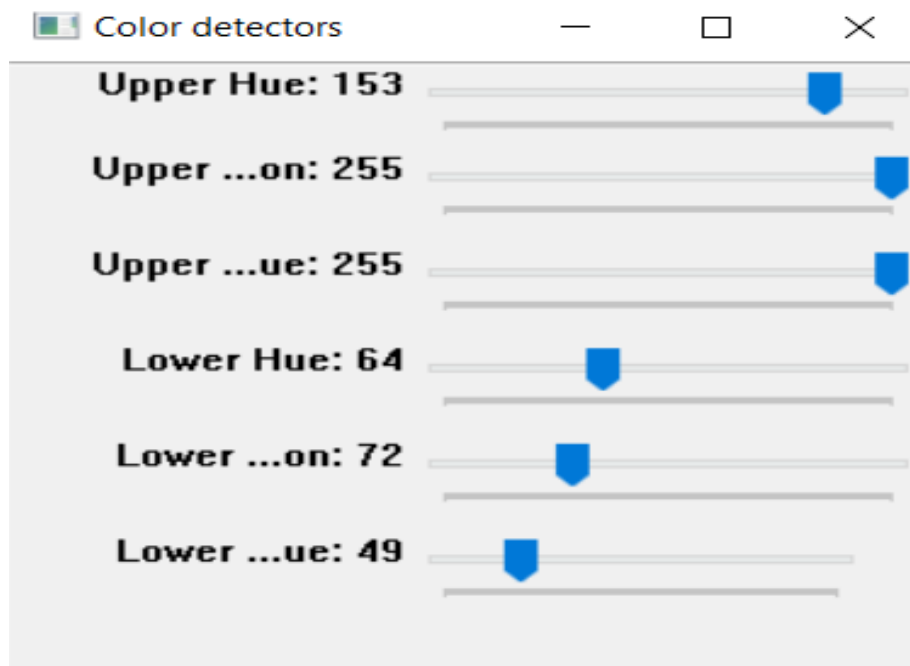 Color detectors
Upper Hue: 153
Upper ...on: 255
Upper ...ue: 255
Lower Hue: 64
Lower ...on: 72
Lower ...ue: 49